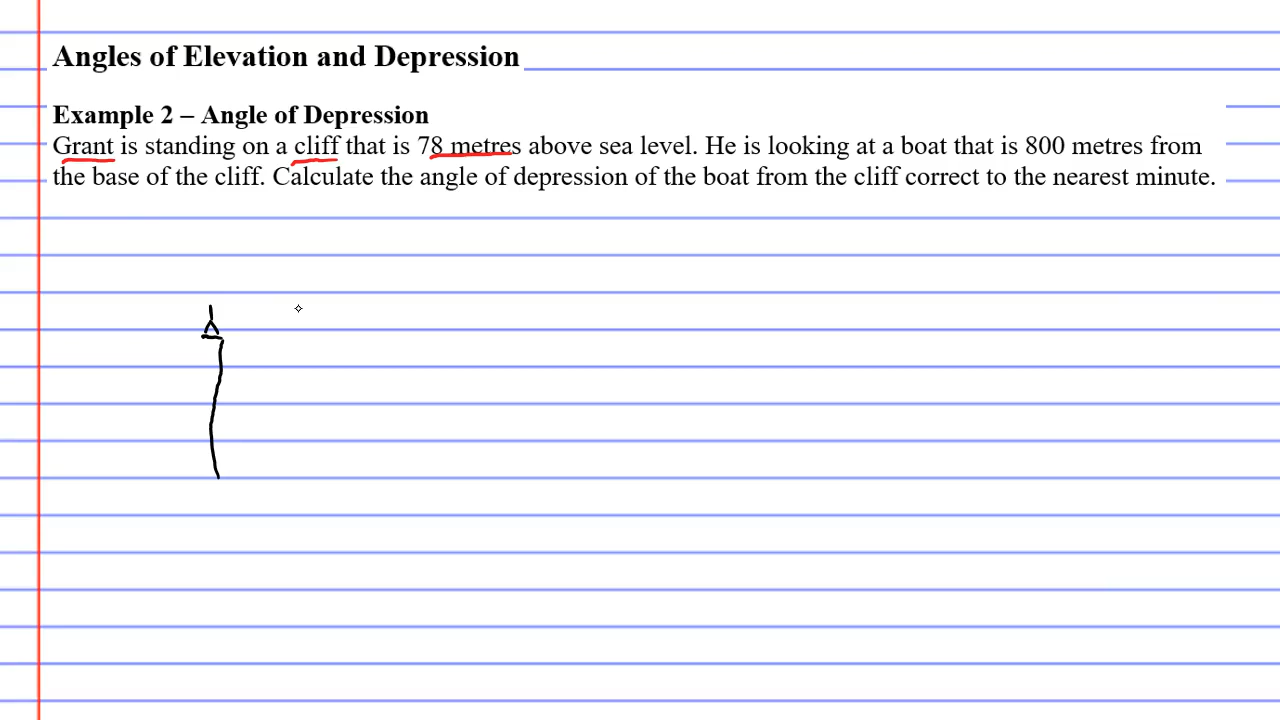 Angles of Elevation and Depression
Example 2 – Angle of Depression
Grant is standing on a cliff that is 78 metres above sea level. He is looking at a boat that is 800 metres from
the base of the cliff. Calculate the angle of depression of the boat from the cliff correct to the nearest minute.